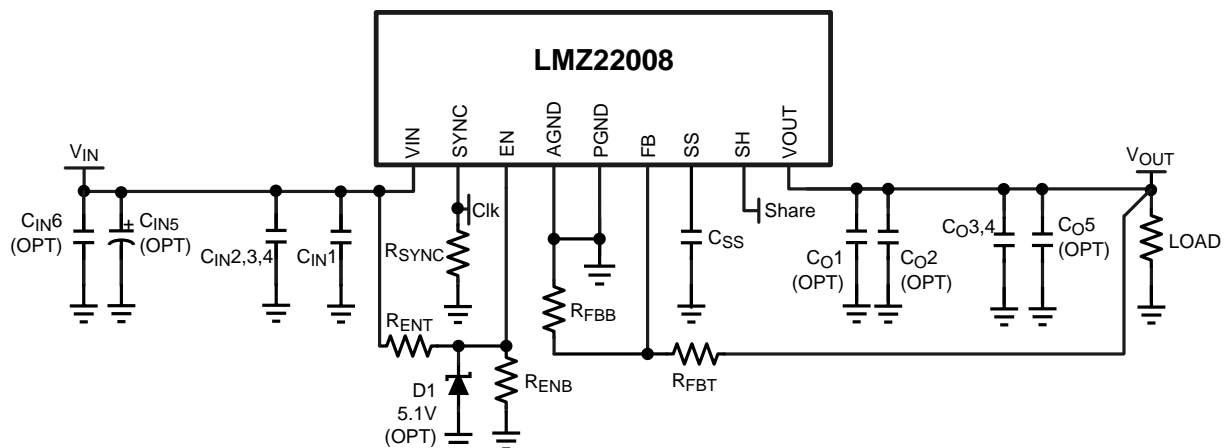 LMZ22008
VIN
SYNC
EN
AGND
PGND
FB
SS
SH
VOUT
VIN
VOUT
CIN6
(OPT)
+
CIN5
(OPT)
CIN2,3,4
CIN1
Clk
RSYNC
RENT
D1
5.1V
(OPT)
RENB
RFBB
RFBT
CSS
Share
CO1
(OPT)
CO2
(OPT)
CO3,4
CO5
(OPT)
LOAD